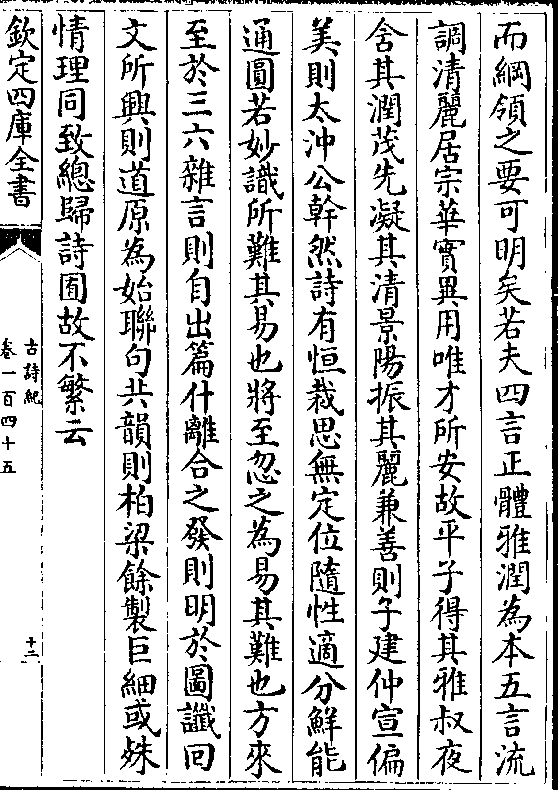 而綱領之要可明矣若夫四言正體雅潤為本五言流
調清麗居宗華實異用唯才所安故平子得其雅叔夜
含其潤茂先凝其清景陽振其麗兼善則子建仲宣偏
美則太沖公幹然詩有恒裁思無定位隨性適分鮮能
通圓若妙識所難其易也將至忽之為易其難也方來
至於三六雜言則自出篇什離合之發則明於圖讖回
文所興則道原為始聯句共韻則柏梁餘製巨細或殊
情理同致總歸詩囿故不繁云
欽定四庫全書
古詩紀
卷一百四十五
十二